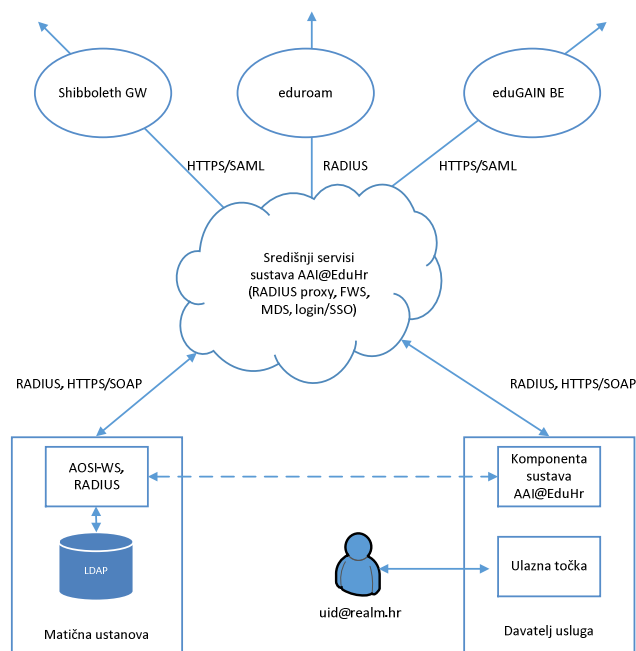 Shibboleth GW
eduroam
eduGAIN BE
HTTPS/SAML
RADIUS
HTTPS/SAML
Središnji servisi
sustava AAI@EduHr
(RADIUS proxy, FWS,
MDS, login/SSO)
RADIUS, HTTPS/SOAP
RADIUS, HTTPS/SOAP
AOSI-WS,
RADIUS
Komponenta
sustava
AAI@EduHr
LDAP
Ulazna točka
uid@realm.hr
Matična ustanova
Davatelj usluga